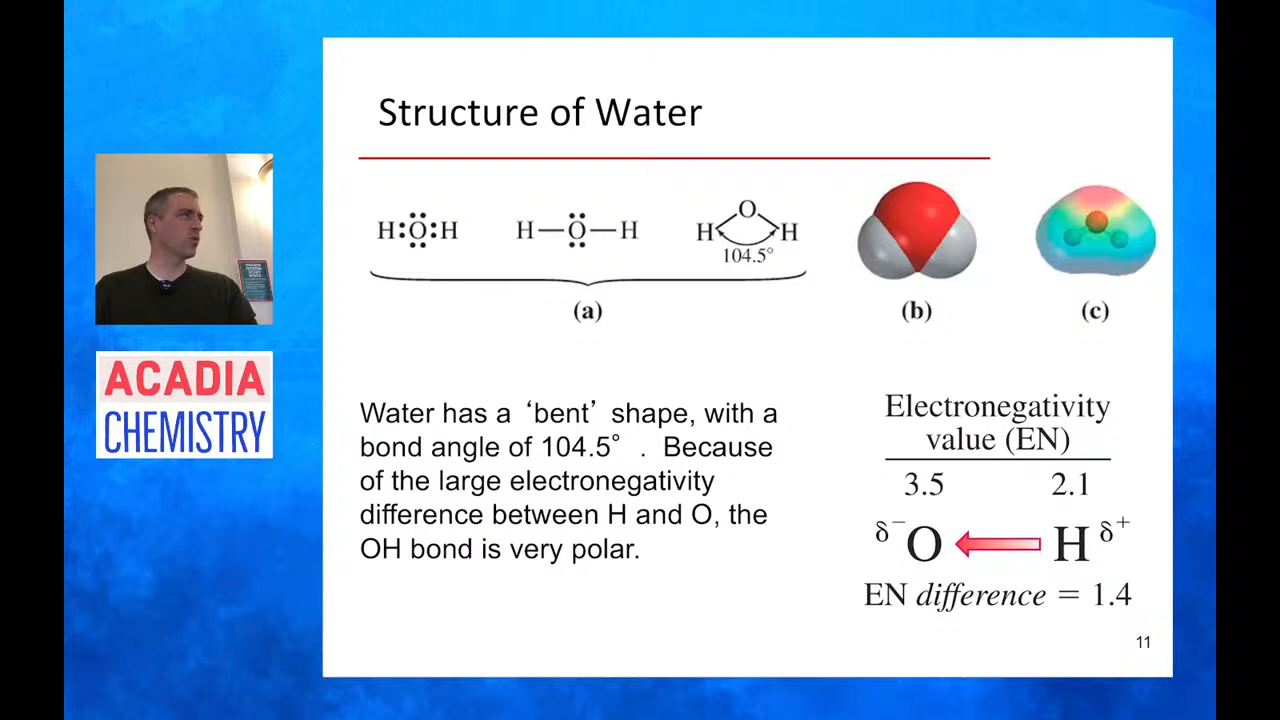 Structure of Water
H:Ö:H
H—Ö—H
O
H H
104.5°
(a)
(b)
(c)
ACADIA
CHEMISTRY
Water has a ‘bent’ shape, with a
bond angle of 104.5° . Because
of the large electronegativity
difference between H and O, the
OH bond is very polar.
Electronegativity
value (EN)
3.5 2.1
δ⁻ O H δ⁺
EN difference = 1.4
11